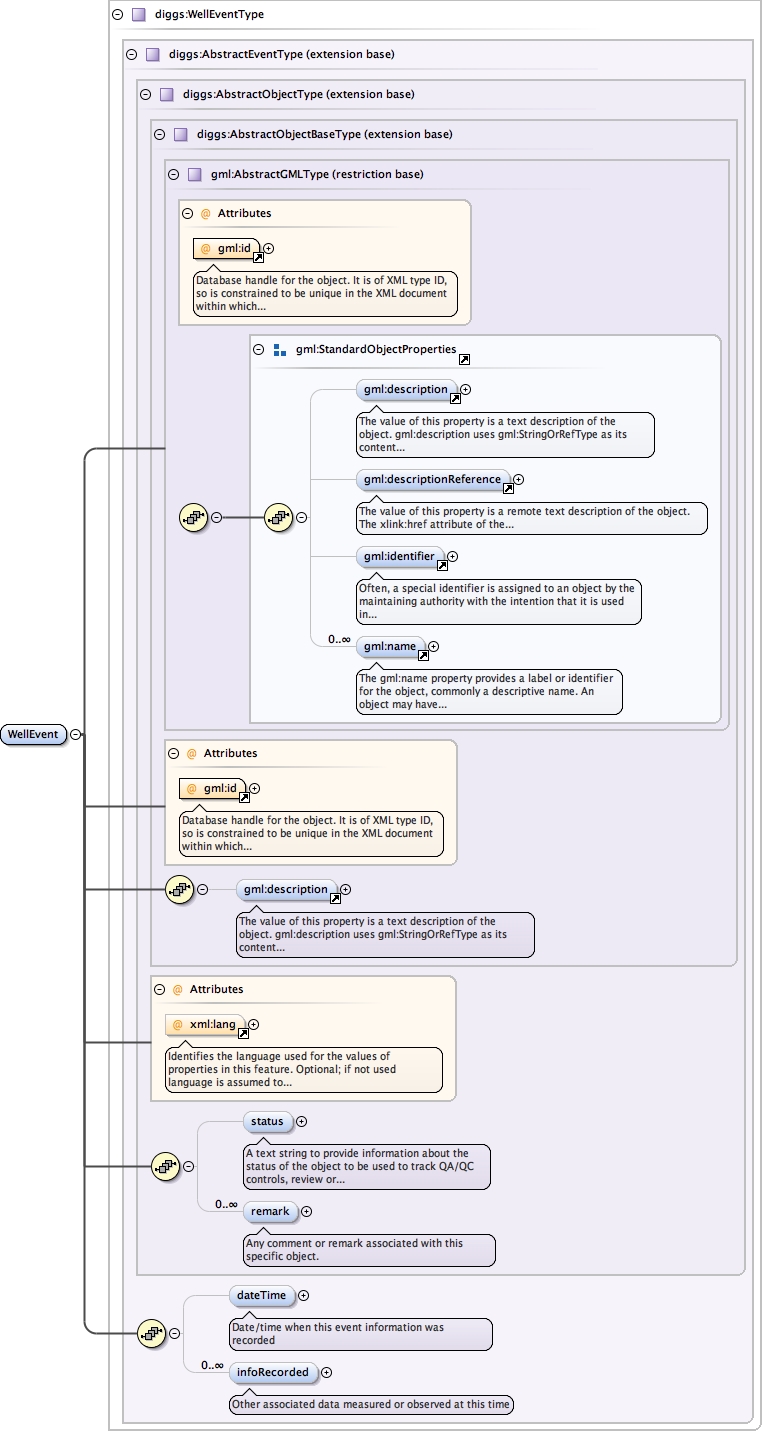 diggs:WellEventType
diggs:AbstractEventType (extension base)
diggs:AbstractObjectType (extension base)
diggs:AbstractObjectBaseType (extension base)
gml:AbstractGMLType (restriction base)
@ Attributes
@ gml:id
Database handle for the object. It is of XML type ID,
so is constrained to be unique in the XML document
within which...
gml:StandardObjectProperties
gml:description
The value of this property is a text description of the
object. gml:description uses gml:StringOrRefType as its
content...
gml:descriptionReference
The value of this property is a remote text description of the object.
The xlink:href attribute of the...
gml:identifier
Often, a special identifier is assigned to an object by the
maintaining authority with the intention that it is used
in...
0..∞
gml:name
The gml:name property provides a label or identifier
for the object, commonly a descriptive name. An
object may have...
WellEvent
@ Attributes
@ gml:id
Database handle for the object. It is of XML type ID,
so is constrained to be unique in the XML document
within which...
gml:description
The value of this property is a text description of the
object. gml:description uses gml:StringOrRefType as its
content...
@ Attributes
@ xml:lang
Identifies the language used for the values of
properties in this feature. Optional; if not used
language is assumed to...
status
A text string to provide information about the
status of the object to be used to track QA/QC
controls, review or...
0..∞
remark
Any comment or remark associated with this
specific object.
dateTime
Date/time when this event information was
recorded
0..∞
infoRecorded
Other associated data measured or observed at this time